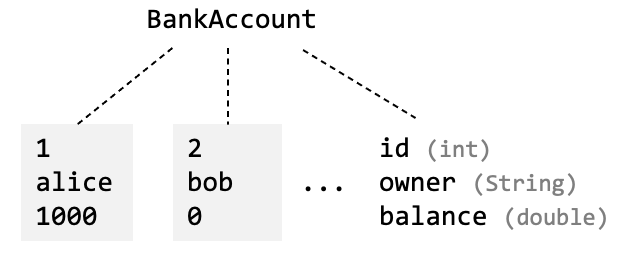 BankAccount
1 2 id (int)
alice bob ... owner (String)
1000 0 balance (double)